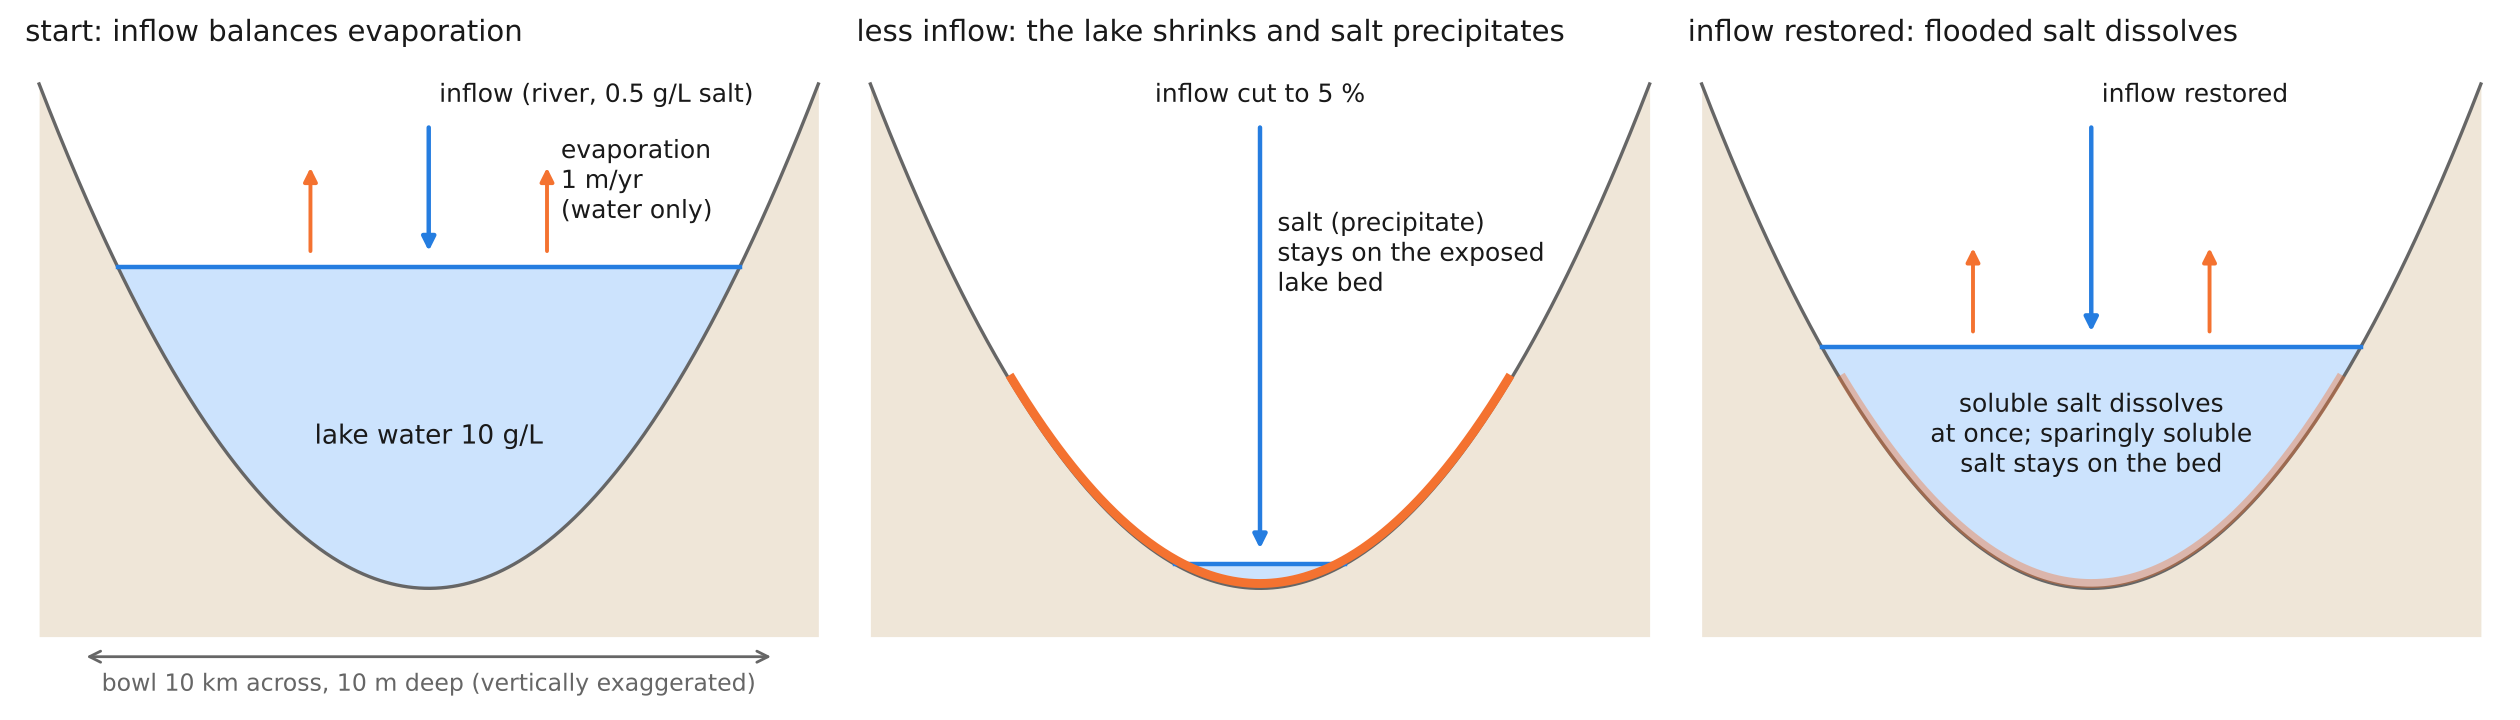 start: inflow balances evaporation
inflow (river, 0.5 g/L salt)
evaporation
1 m/yr
(water only)
lake water 10 g/L
bowl 10 km across, 10 m deep (vertically exaggerated)
less inflow: the lake shrinks and salt precipitates
inflow cut to 5 %
salt (precipitate)
stays on the exposed
lake bed
inflow restored: flooded salt dissolves
inflow restored
soluble salt dissolves
at once; sparingly soluble
salt stays on the bed